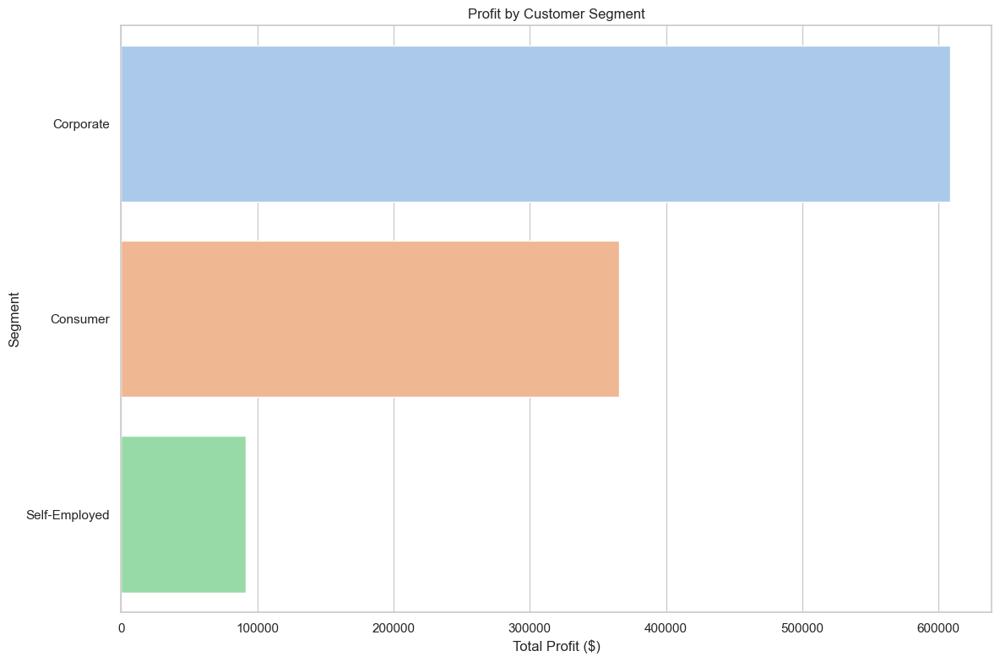 Profit by Customer Segment
Corporate
Consumer
Self-Employed
Segment
0 100000 200000 300000 400000 500000 600000
Total Profit ($)